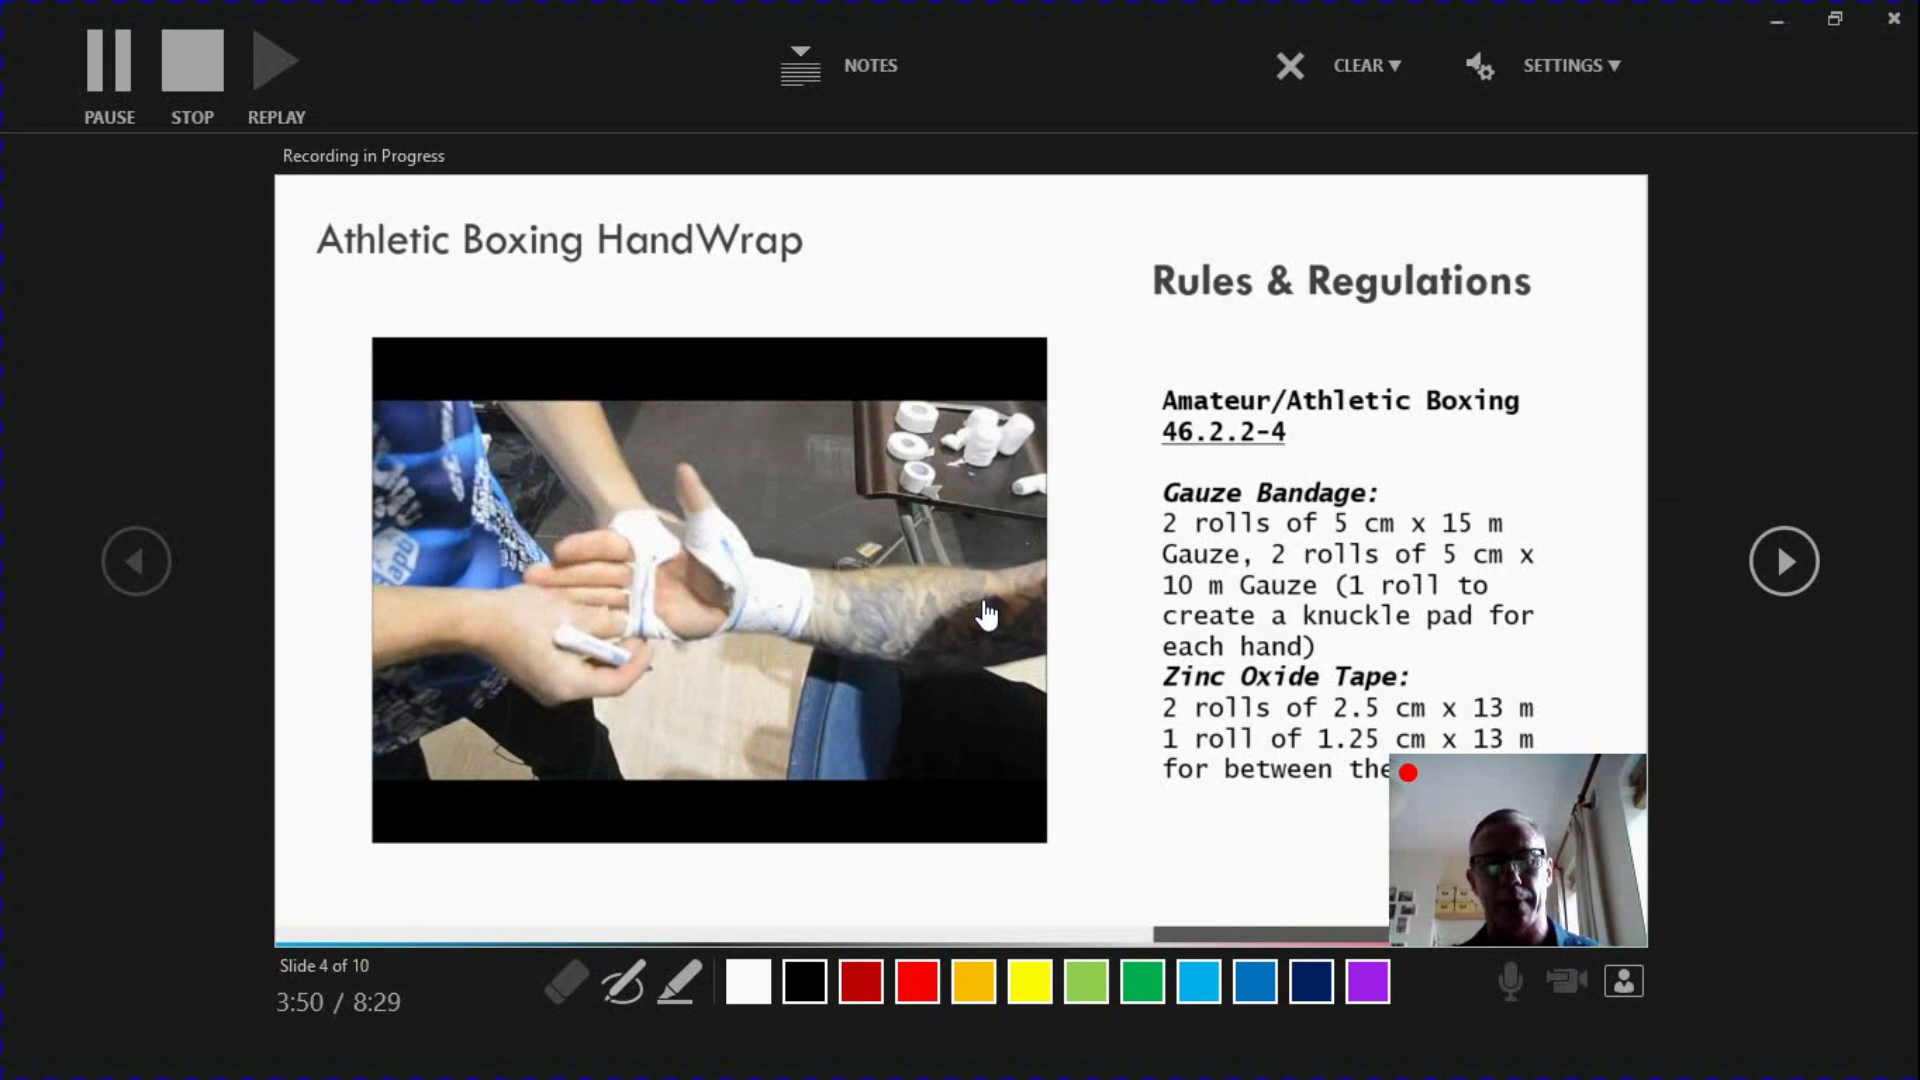 PAUSE
STOP
REPLAY
NOTES
CLEAR
SETTINGS
Recording in Progress
Athletic Boxing HandWrap
Rules & Regulations
Amateur/Athletic Boxing
46.2.2-4
Gauze Bandage:
2 rolls of 5 cm x 15 m
Gauze, 2 rolls of 5 cm x
10 m Gauze (1 roll to
create a knuckle pad for
each hand)
Zinc Oxide Tape:
2 rolls of 2.5 cm x 13 m
1 roll of 1.25 cm x 13 m
for between the
Slide 4 of 10
3:50 / 8:29